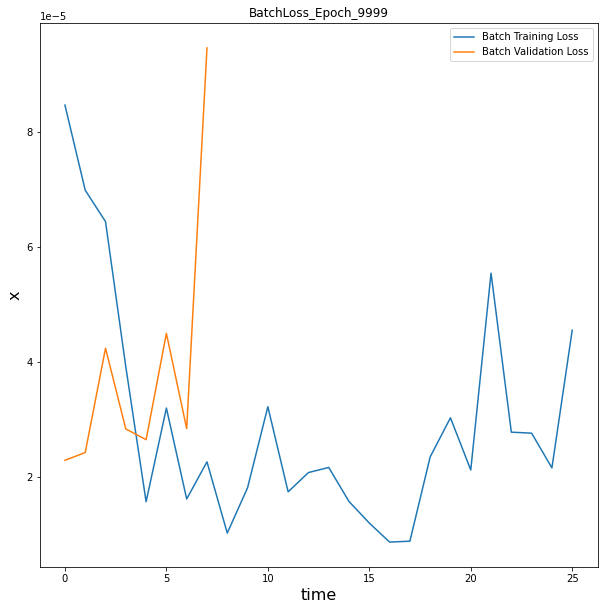 BatchLoss_Epoch_9999
1e−5
Batch Training Loss
Batch Validation Loss
8
6
4
2
x
0 5 10 15 20 25
time